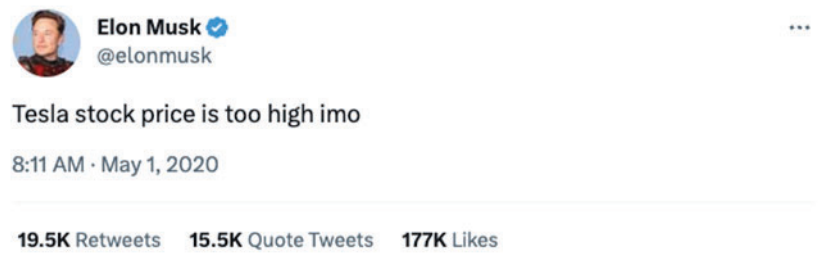 Elon Musk
@elonmusk
Tesla stock price is too high imo
8:11 AM · May 1, 2020
19.5K Retweets 15.5K Quote Tweets 177K Likes